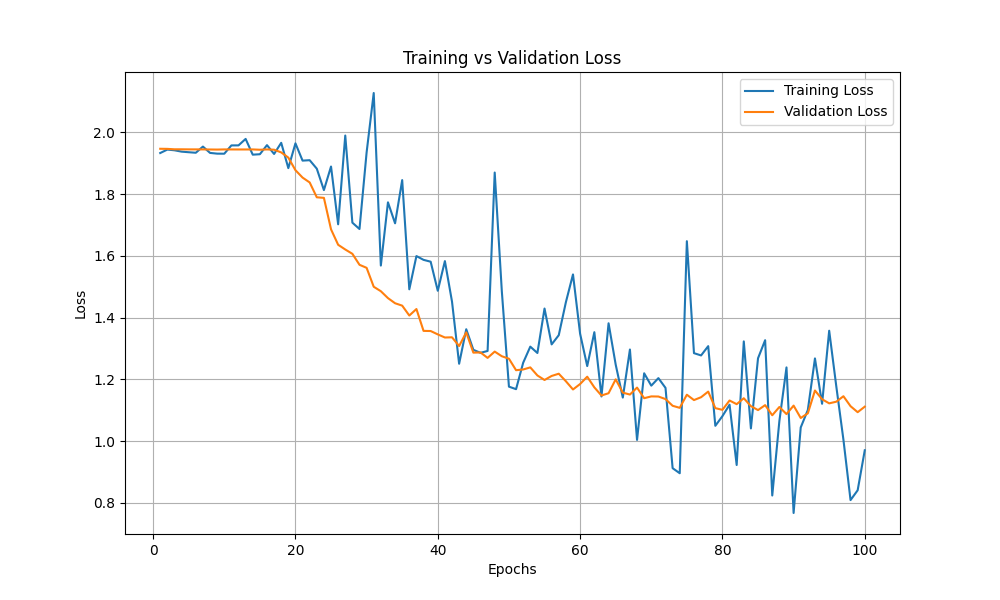 Training vs Validation Loss
Training Loss
Validation Loss
2.0
1.8
1.6
1.4
1.2
1.0
0.8
Loss
0 20 40 60 80 100
Epochs